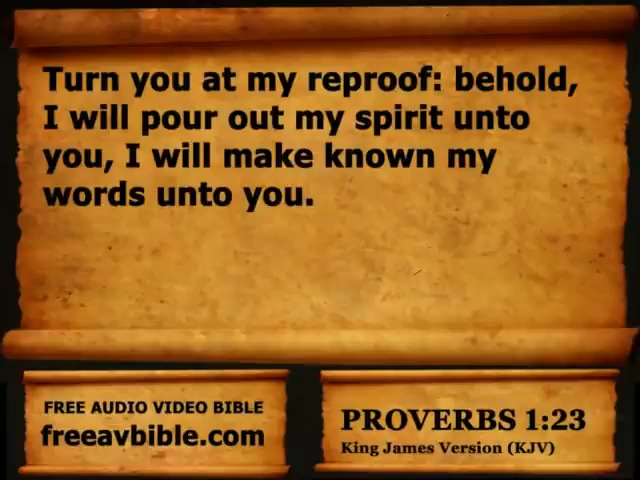 Turn you at my reproof: behold,
I will pour out my spirit unto
you, I will make known my
words unto you.
FREE AUDIO VIDEO BIBLE
freeavbible.com
PROVERBS 1:23
King James Version (KJV)